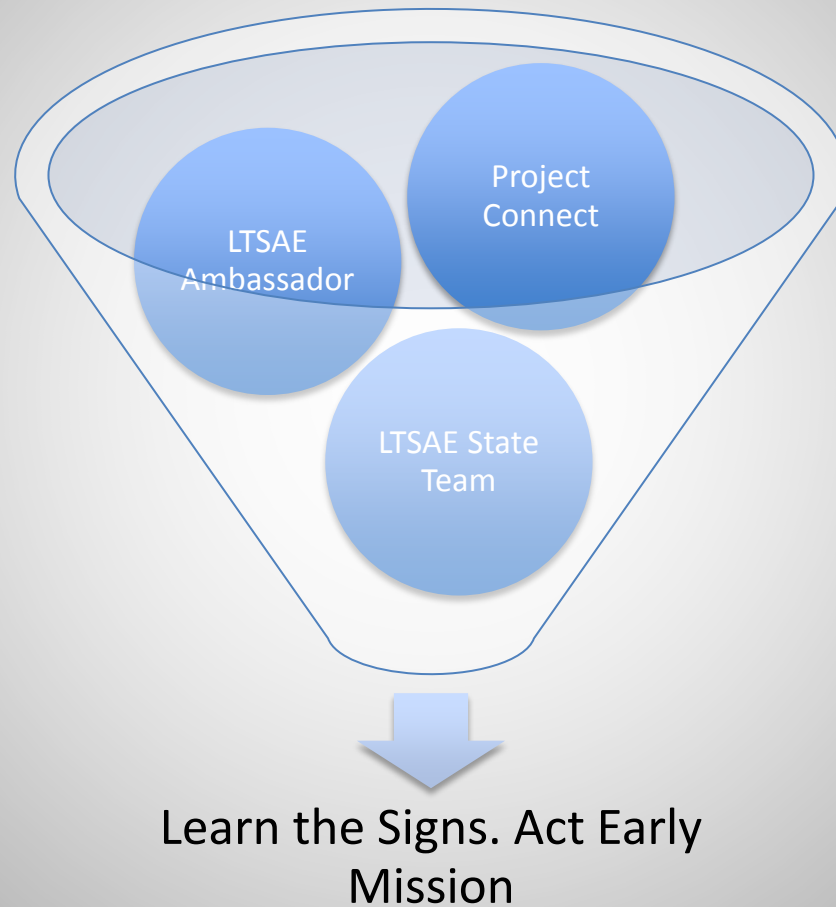 Project
Connect
LTSAE
Ambassador
LTSAE State
Team
Learn the Signs. Act Early
Mission